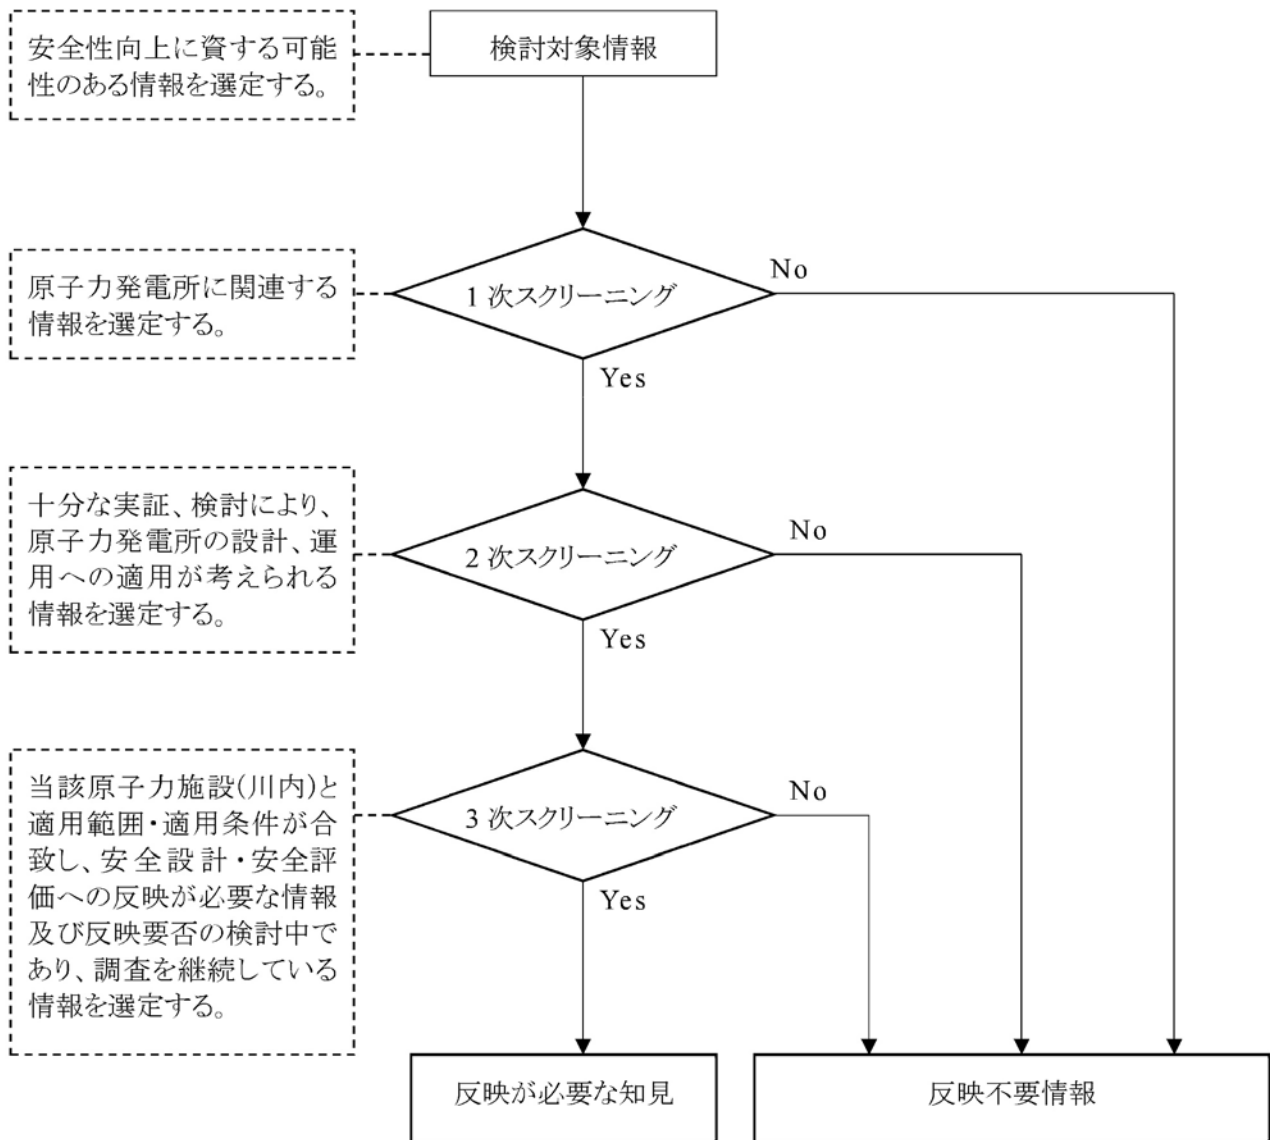 安全性向上に資する可能
性のある情報を選定する。
検討対象情報
原子力発電所に関連する
情報を選定する。
1 次スクリーニング
No
Yes
十分な実証、検討により、
原子力発電所の設計、運
用への適用が考えられる
情報を選定する。
2 次スクリーニング
No
Yes
当該原子力施設(川内)と
適用範囲・適用条件が合
致し、安全設計・安全評
価への反映が必要な情報
及び反映要否の検討中で
あり、調査を継続している
情報を選定する。
3 次スクリーニング
No
Yes
反映が必要な知見
反映不要情報